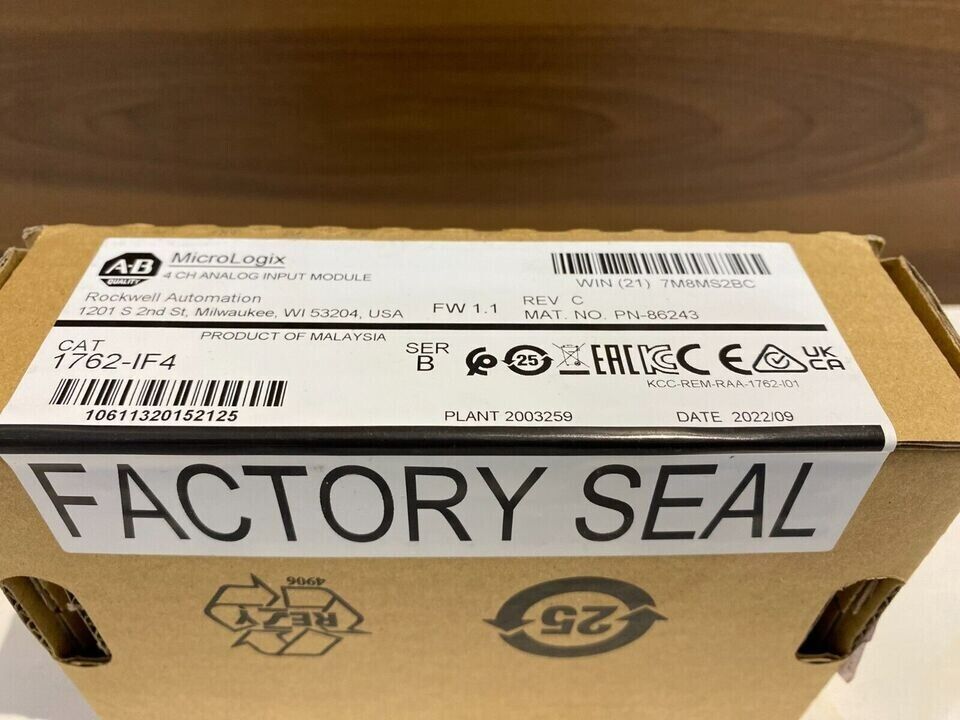 A-B
QUALITY
MicroLogix
4 CH ANALOG INPUT MODULE
Rockwell Automation
1201 S 2nd St, Milwaukee, WI 53204, USA
FW 1.1
WIN (21) 7M8MS2BC
REV C
MAT. NO. PN-86243
PRODUCT OF MALAYSIA
CAT
1762-IF4
10611320152125
SER
B
25
EAC
CE
UK
CA
KCC-REM-RAA-1762-I01
PLANT 2003259
DATE 2022/09
FACTORY SEAL
4906
RESY
25